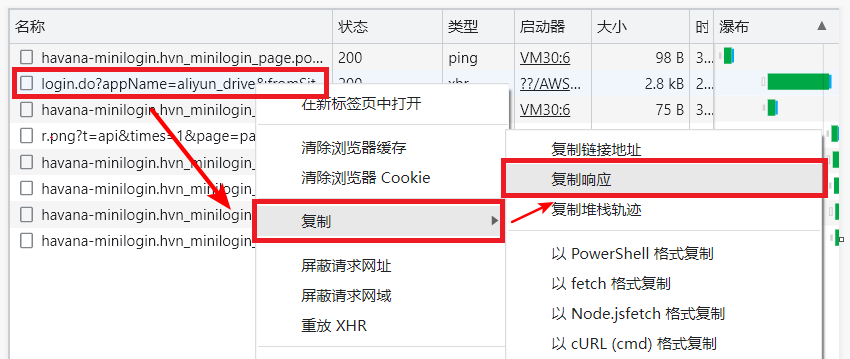 名称 状态 类型 启动器 大小 时 瀑布
havana-minilogin.hvn_minilogin_page.po... 200 ping VM30:6 98 B 3...
login.do?appName=aliyun_drive&fromSit... 200 xhr ??/AWS... 2.8 kB 2...
havana-minilogin.hvn_minilogin VM30:6 75 B 3...
r.png?t=api&times=1&page=pa
havana-minilogin.hvn_minilogin_
havana-minilogin.hvn_minilogin_
havana-minilogin.hvn_minilogin_
havana-minilogin.hvn_minilogin_
在新标签页中打开
清除浏览器缓存
清除浏览器 Cookie
复制
屏蔽请求网址
屏蔽请求网域
重放 XHR
复制链接地址
复制响应
复制堆栈轨迹
以 PowerShell 格式复制
以 fetch 格式复制
以 Node.jsfetch 格式复制
以 cURL (cmd) 格式复制